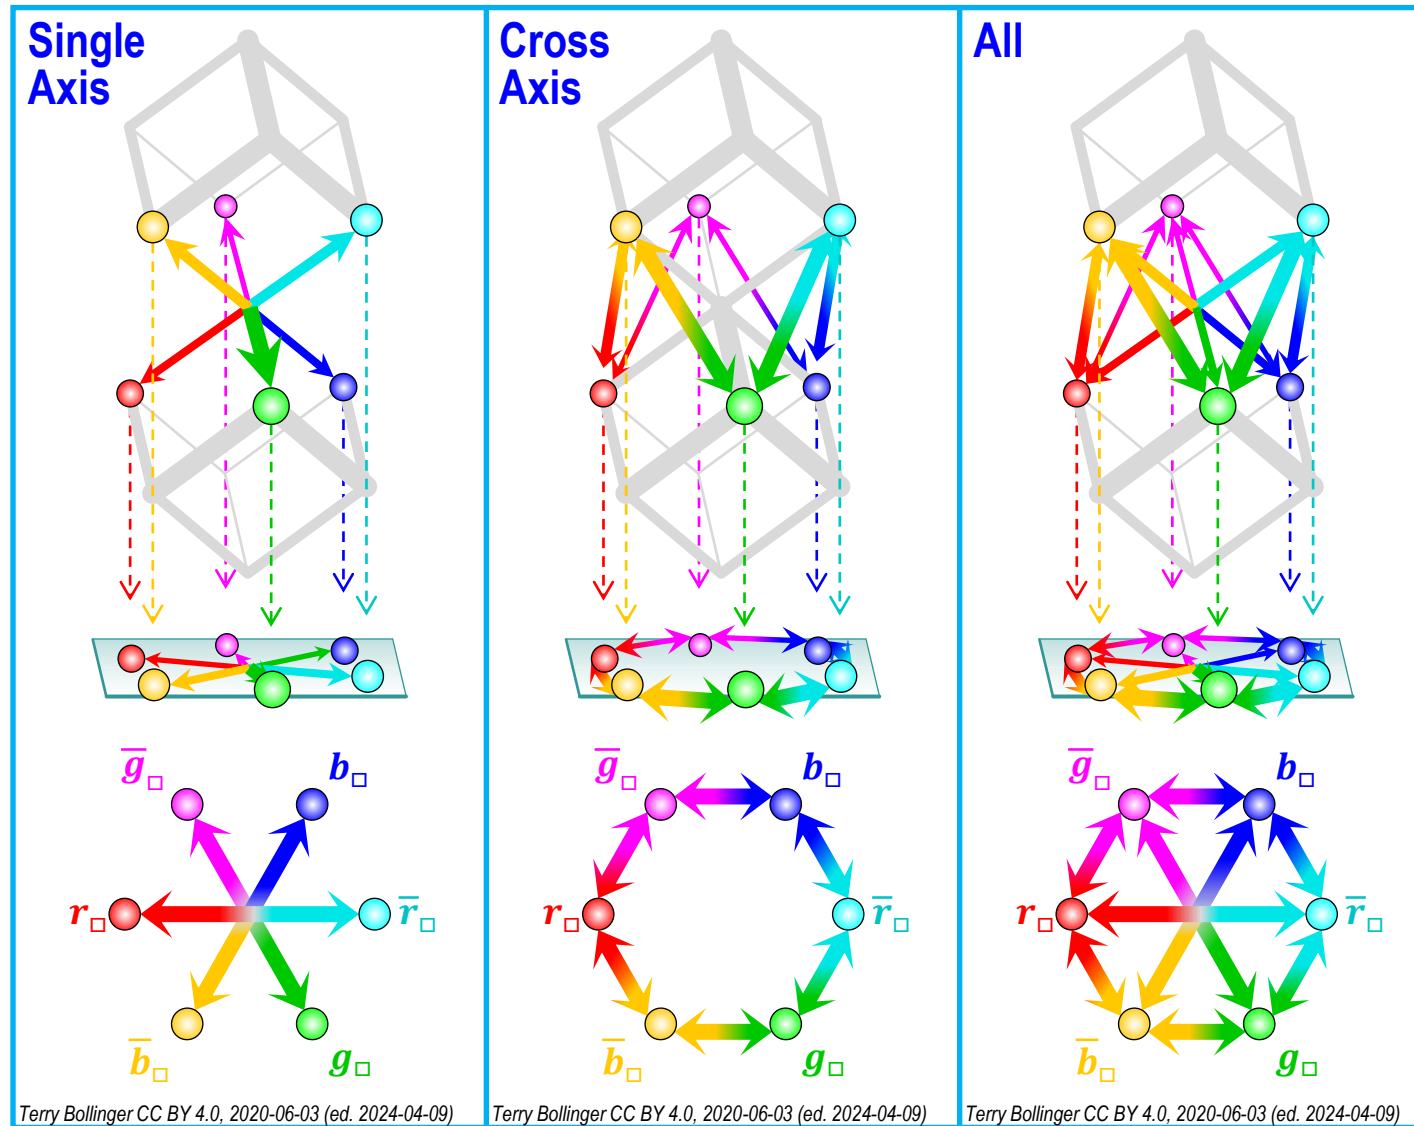 Single
Axis
g̅□ b□
r□ r̅□
b̅□ g□
Terry Bollinger CC BY 4.0, 2020-06-03 (ed. 2024-04-09)
Cross
Axis
g̅□ b□
r□ r̅□
b̅□ g□
Terry Bollinger CC BY 4.0, 2020-06-03 (ed. 2024-04-09)
All
g̅□ b□
r□ r̅□
b̅□ g□
Terry Bollinger CC BY 4.0, 2020-06-03 (ed. 2024-04-09)